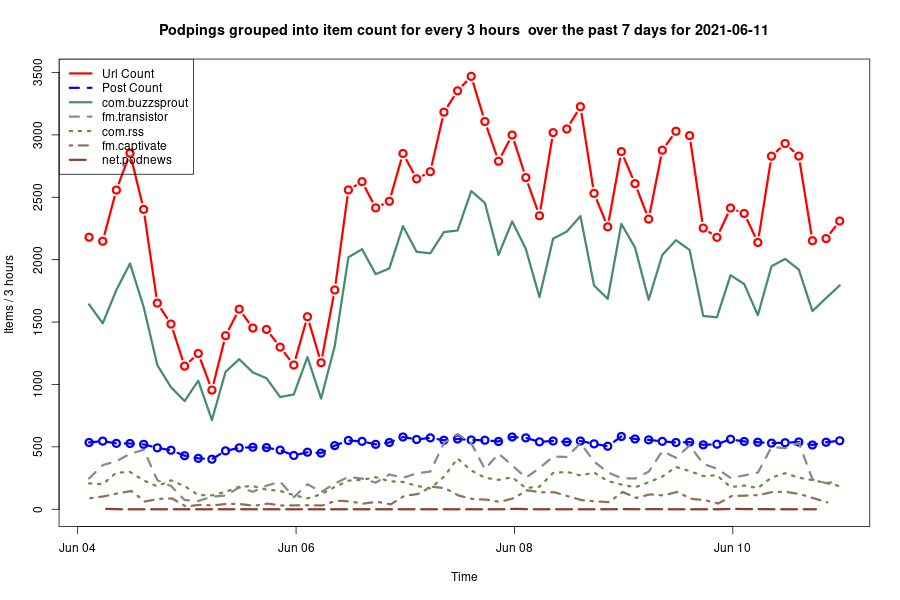 Podpings grouped into item count for every 3 hours  over the past 7 days for 2021-06-11
Url Count
Post Count
com.buzzsprout
fm.transistor
com.rss
fm.captivate
net.podnews
Items / 3 hours
3500
3000
2500
2000
1500
1000
500
0
Jun 04
Jun 06
Jun 08
Jun 10
Time